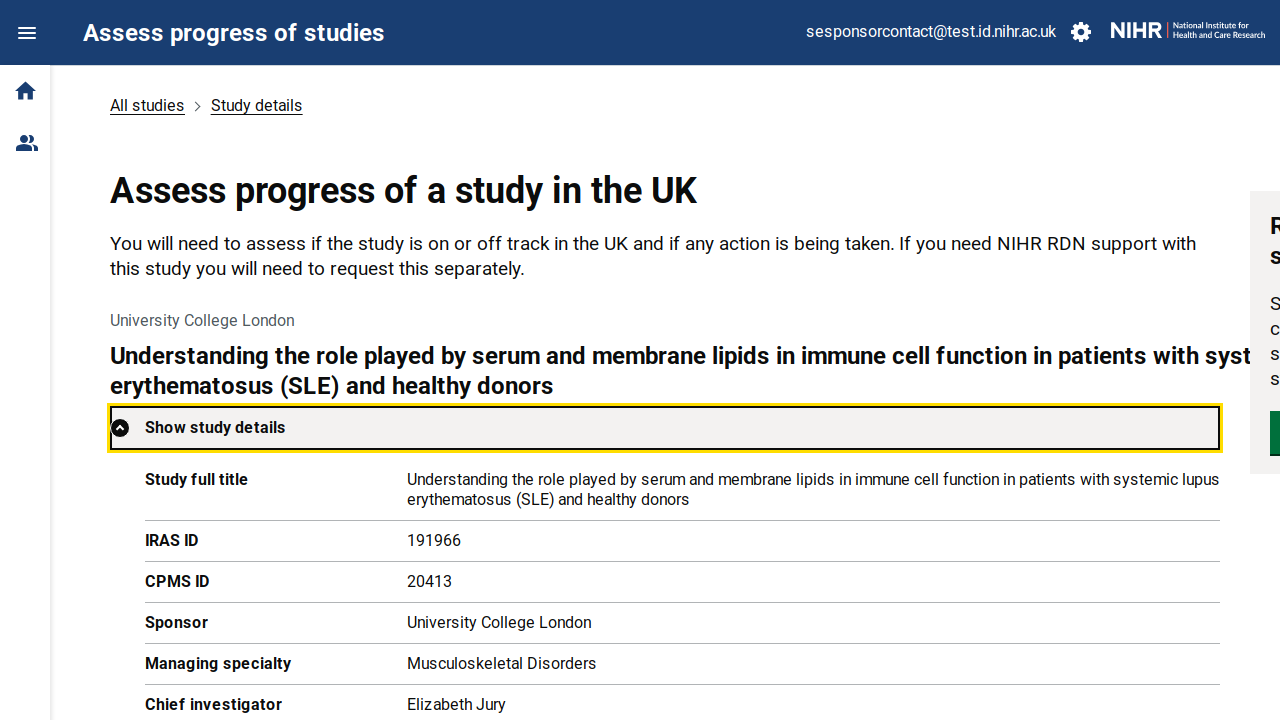 Assess progress of studies
sesponsorcontact@test.id.nihr.ac.uk
NIHR
National Institute for
Health and Care Research
All studies
Study details
Assess progress of a study in the UK
You will need to assess if the study is on or off track in the UK and if any action is being taken. If you need NIHR RDN support with
this study you will need to request this separately.
University College London
Understanding the role played by serum and membrane lipids in immune cell function in patients with syst
erythematosus (SLE) and healthy donors
Show study details
Study full title
Understanding the role played by serum and membrane lipids in immune cell function in patients with systemic lupus
erythematosus (SLE) and healthy donors
IRAS ID
191966
CPMS ID
20413
Sponsor
University College London
Managing specialty
Musculoskeletal Disorders
Chief investigator
Elizabeth Jury